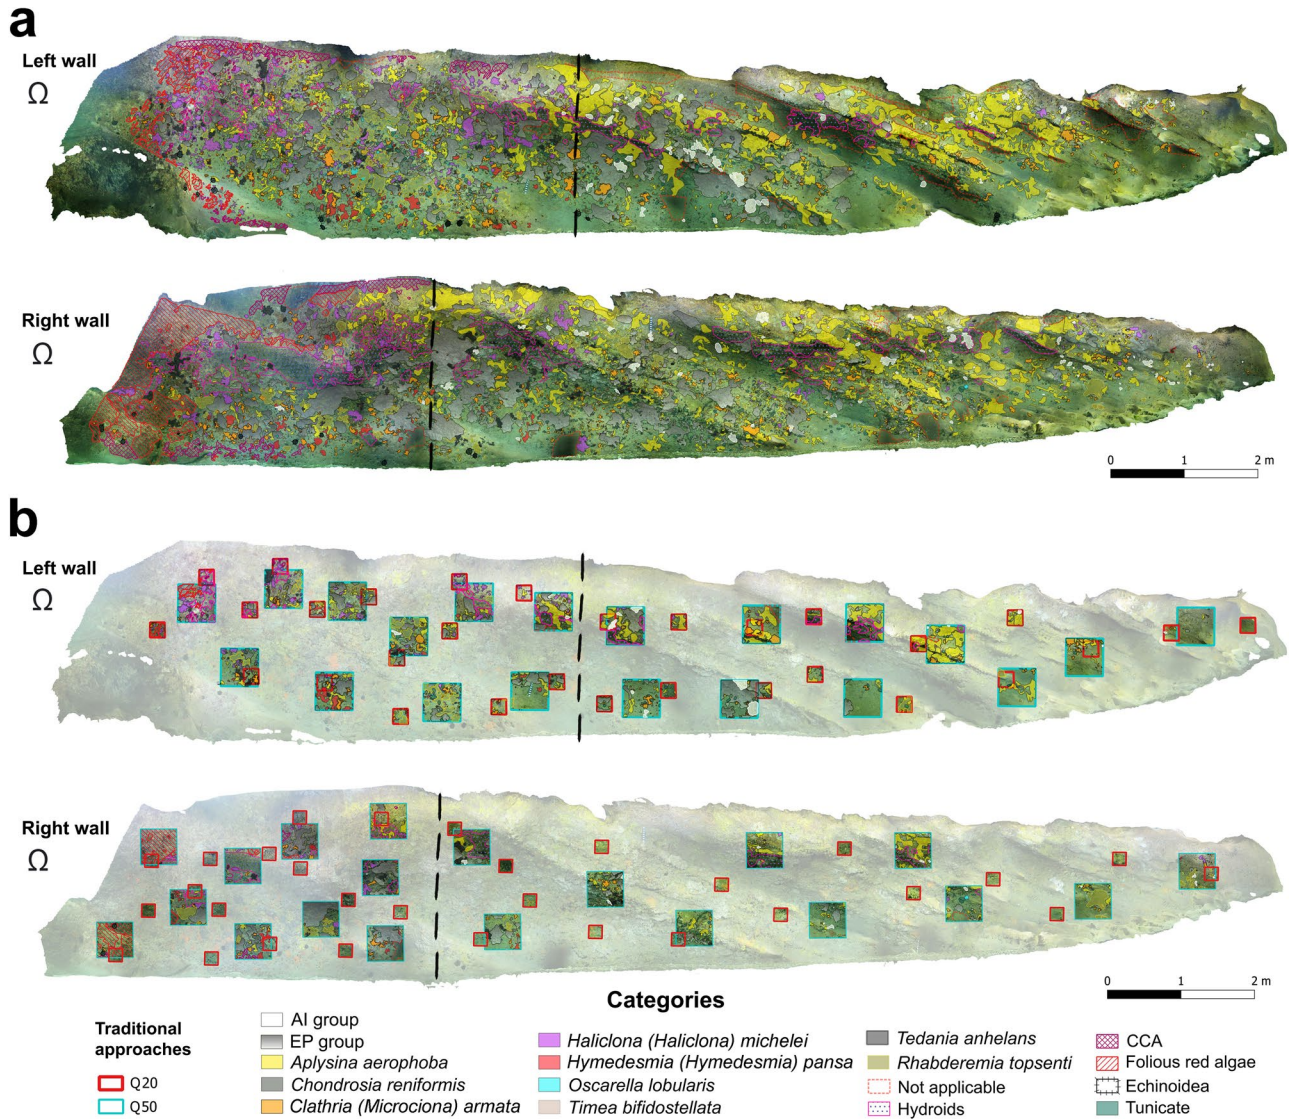 a
Left wall
Ω
Right wall
Ω
0 1 2 m
b
Left wall
Ω
Right wall
Ω
0 1 2 m
Categories
Traditional
approaches
Q20
Q50
AI group
EP group
Aplysina aerophoba
Chondrosia reniformis
Clathria (Microciona) armata
Haliclona (Haliclona) michelei
Hymedesmia (Hymedesmia) pansa
Oscarella lobularis
Timea bifidostellata
Tedania anhelans
Rhabderemia topsenti
Not applicable
Hydroids
CCA
Folious red algae
Echinoidea
Tunicate